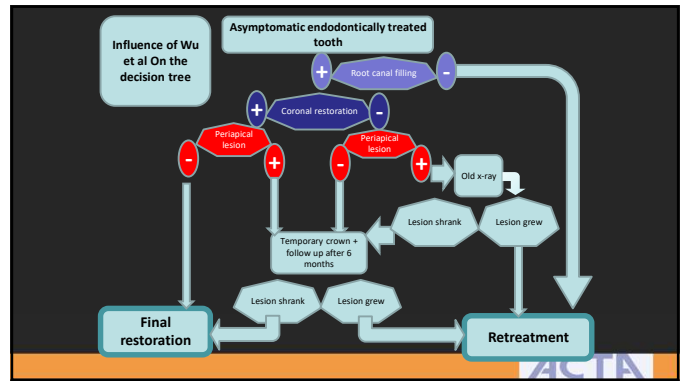 Influence of Wu
et al On the
decision tree
Asymptomatic endodontically treated
tooth
+
Root canal filling
-
+
Coronal restoration
-
Periapical
lesion
-
+
Periapical
lesion
-
+
Old x-ray
Lesion shrank
Lesion grew
Temporary crown +
follow up after 6
months
Lesion shrank
Lesion grew
Final
restoration
Retreatment
ACTA